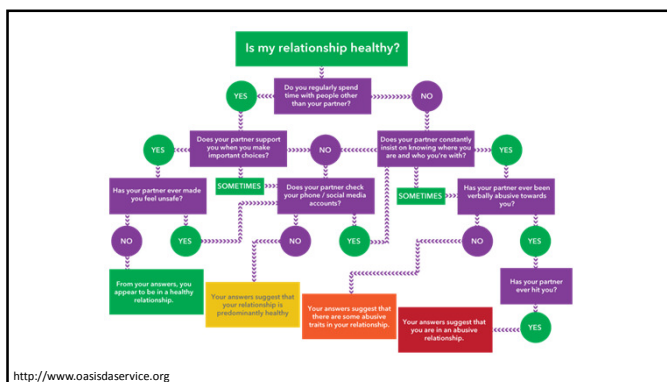 Is my relationship healthy?
Do you regularly spend
time with people other
than your partner?
YES
NO
Does your partner support
you when you make
important choices?
Does your partner constantly
insist on knowing where you
are and who you're with?
YES
NO
YES
SOMETIMES
SOMETIMES
Has your partner ever made
you feel unsafe?
Does your partner check
your phone / social media
accounts?
Has your partner ever been
verbally abusive towards
you?
NO
YES
NO
YES
NO
YES
From your answers, you
appear to be in a healthy
relationship.
Your answers suggest that
your relationship is
predominantly healthy
Your answers suggest that
there are some abusive
traits in your relationship.
Your answers suggest that
you are in an abusive
relationship.
Has your partner
ever hit you?
YES
http://www.oasisdaservice.org